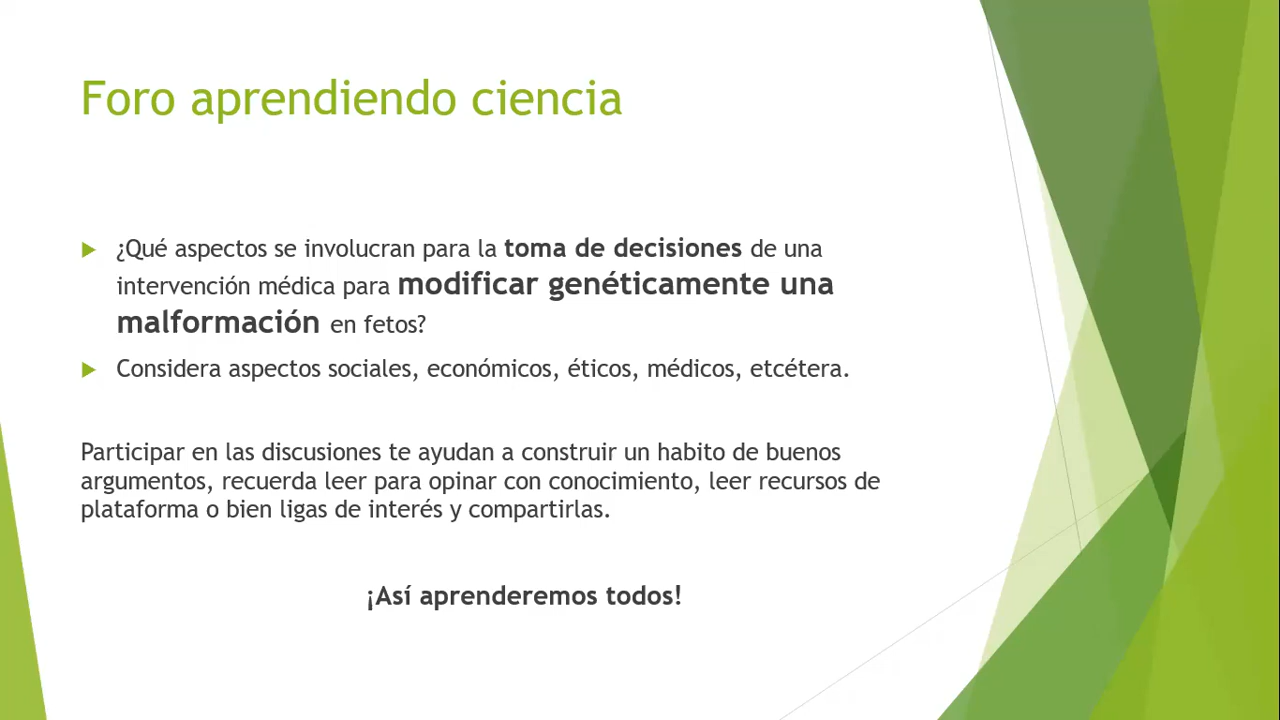 Foro aprendiendo ciencia
¿Qué aspectos se involucran para la toma de decisiones de una
intervención médica para modificar genéticamente una
malformación en fetos?
Considera aspectos sociales, económicos, éticos, médicos, etcétera.
Participar en las discusiones te ayudan a construir un habito de buenos
argumentos, recuerda leer para opinar con conocimiento, leer recursos de
plataforma o bien ligas de interés y compartirlas.
¡Así aprenderemos todos!